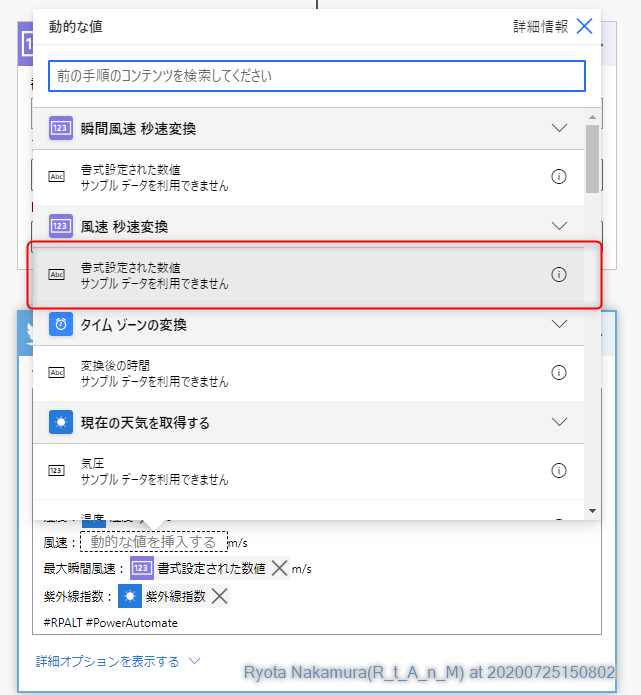 動的な値
詳細情報
前の手順のコンテンツを検索してください
123 瞬間風速 秒速変換
Abc 書式設定された数値
サンプル データを利用できません
123 風速 秒速変換
Abc 書式設定された数値
サンプル データを利用できません
タイム ゾーンの変換
Abc 変換後の時間
サンプル データを利用できません
現在の天気を取得する
123 気圧
サンプル データを利用できません
風速： 動的な値を挿入する m/s
最大瞬間風速： 123 書式設定された数値 m/s
紫外線指数： 紫外線指数
#RPALT #PowerAutomate
詳細オプションを表示する
Ryota Nakamura(R_t_A_n_M) at 20200725150802